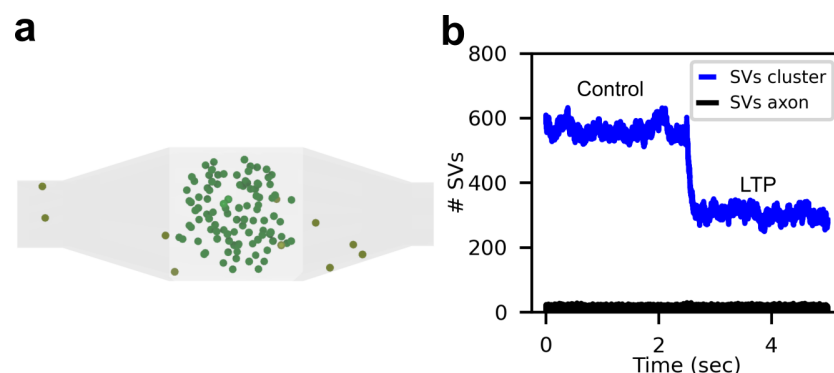 a
b
800
600
400
200
0
# SVs
Control
LTP
SVs cluster
SVs axon
0 2 4
Time (sec)